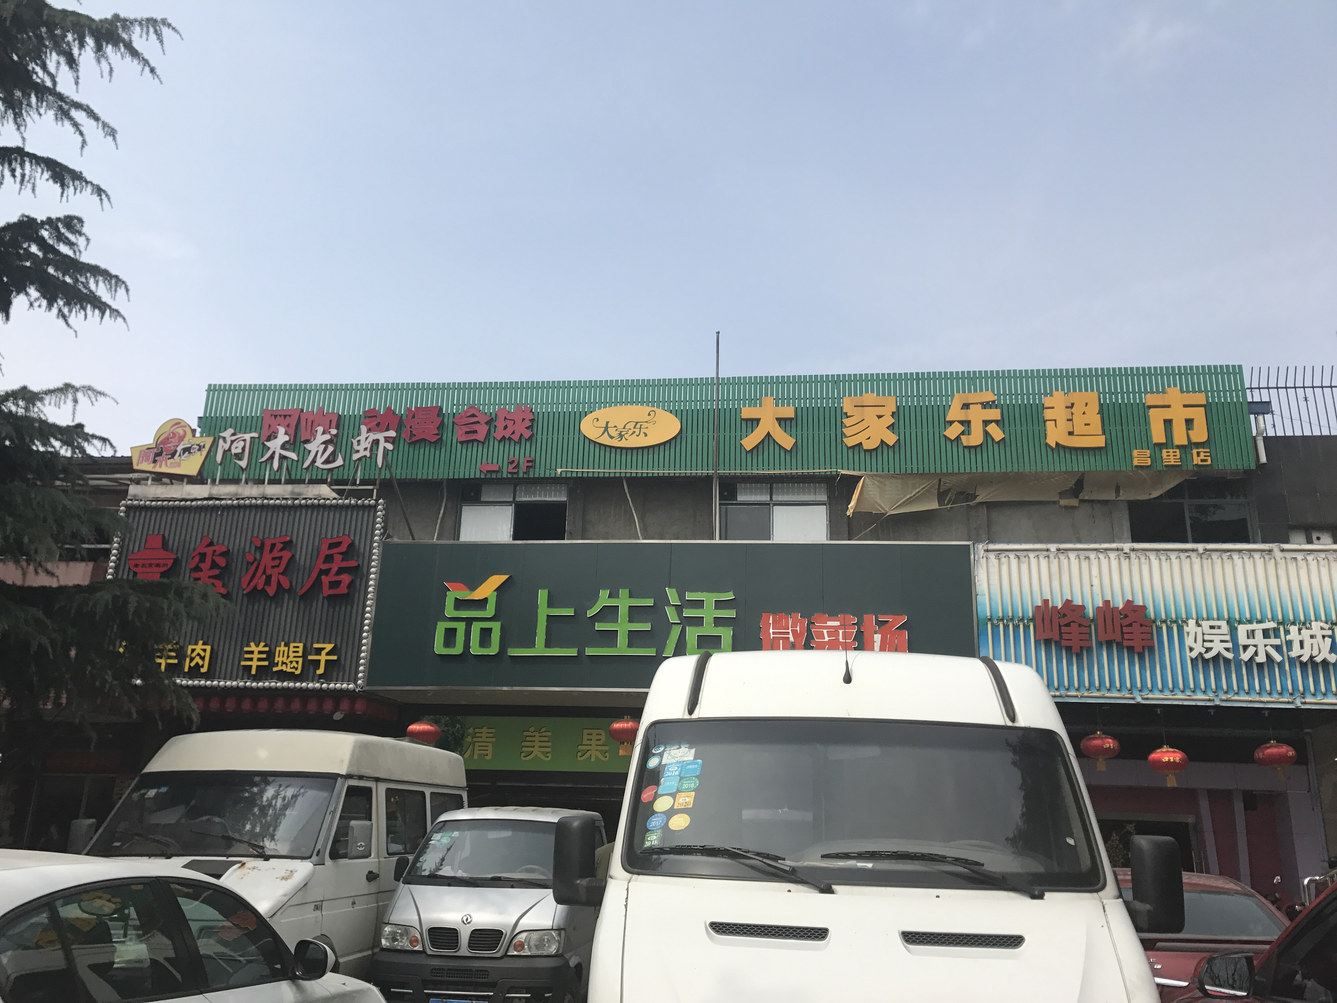 网咖 动漫 台球
2F
大家乐
大家乐超市
昌里店
阿木龙虾
玺源居
羊肉 羊蝎子
品上生活 微菜场
峰峰 娱乐城
清美果